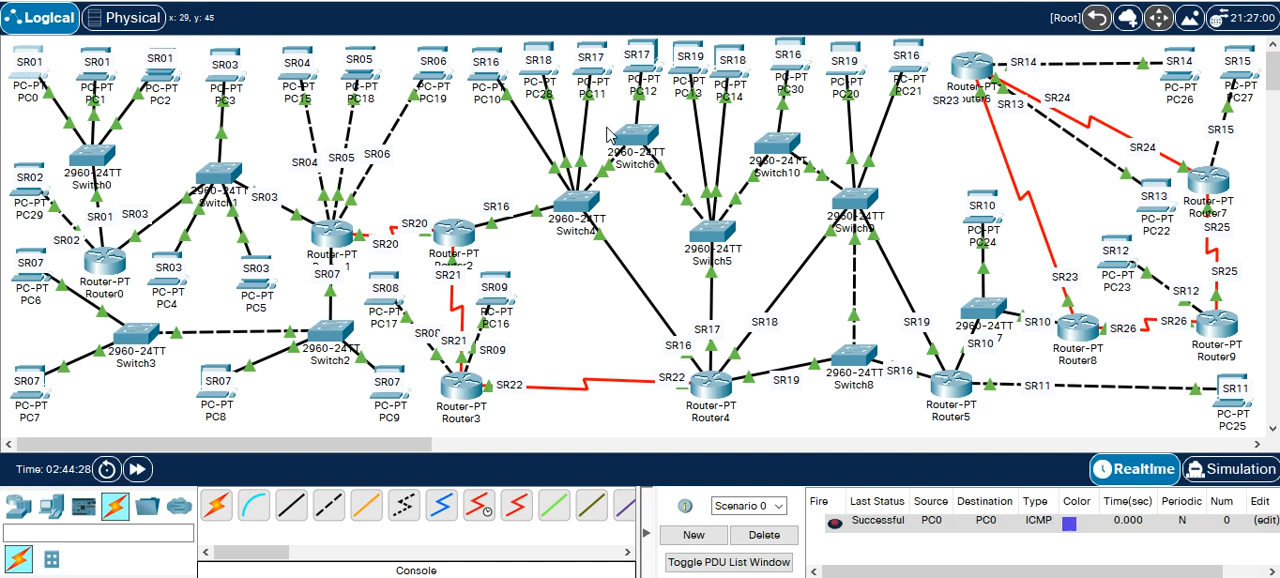 Logical Physical x: 29, y: 45 [Root] 21:27:00
SR01 SR01 SR01 SR03 SR04 SR05 SR06 SR16 SR18 SR17 SR17 SR19 SR18 SR16 SR19 SR16 SR14 SR14 SR15
PC-PT PC0
PC-PT PC1
PC-PT PC2
PC-PT PC3
PC-PT PC15
PC-PT PC18
PC-PT PC19
PC-PT PC10
PC-PT PC28
PC-PT PC11
PC-PT PC12
PC-PT PC13
PC-PT PC14
PC-PT PC30
PC-PT PC20
PC-PT PC21
PC-PT PC26
PC-PT PC27
Router-PT
SR23 SR13 SR24
SR15
SR24
2960-24TT Switch0
2960-24TT Switch1
2960-24TT Switch6
2960-24TT Switch10
SR04 SR05 SR06
SR02
PC-PT PC29
SR02
SR01 SR03 SR03
Router-PT Router0
Router-PT 1
SR20 SR20
Router-PT
SR16
2960-24TT Switch4
2960-24TT Switch5
2960-24TT
SR10
PC-PT PC24
SR13
PC-PT PC22
Router-PT Router7
SR25
SR07
PC-PT PC6
SR03
PC-PT PC4
SR03
PC-PT PC5
SR07
SR08
PC-PT PC17
SR21
SR09
PC-PT PC16
SR12
PC-PT PC23
SR12
SR23
SR25
2960-24TT Switch3
2960-24TT Switch2
SR21
SR09
SR16
SR17
SR18
SR19
2960-24TT 7
SR10
SR10
SR26 SR26
Router-PT Router8
Router-PT Router9
2960-24TT Switch8
SR16
SR07
PC-PT PC7
SR07
PC-PT PC8
SR07
PC-PT PC9
Router-PT Router3
SR22 SR22
Router-PT Router4
SR19
Router-PT Router5
SR11 SR11
PC-PT PC25
Time: 02:44:28 Realtime Simulation
Scenario 0
New Delete
Toggle PDU List Window
Fire Last Status Source Destination Type Color Time(sec) Periodic Num Edit
Successful PC0 PC0 ICMP 0.000 N 0 (edit)
Console